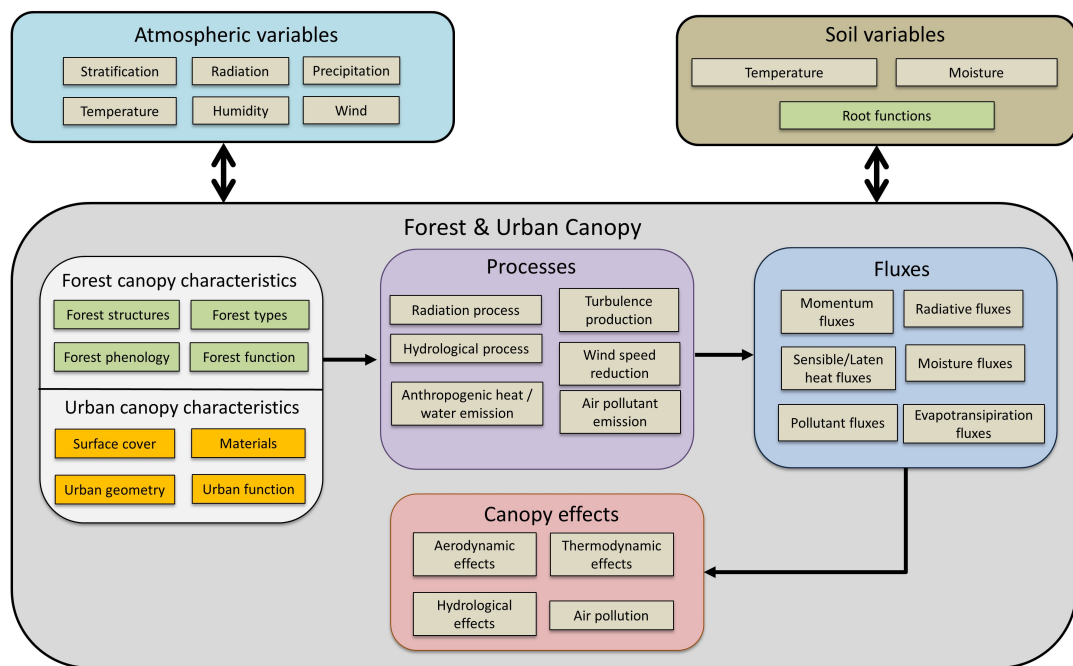 Atmospheric variables
Stratification
Radiation
Precipitation
Temperature
Humidity
Wind
Soil variables
Temperature
Moisture
Root functions
Forest & Urban Canopy
Forest canopy characteristics
Forest structures
Forest types
Forest phenology
Forest function
Urban canopy characteristics
Surface cover
Materials
Urban geometry
Urban function
Processes
Radiation process
Turbulence
production
Hydrological process
Wind speed
reduction
Anthropogenic heat /
water emission
Air pollutant
emission
Fluxes
Momentum
fluxes
Radiative fluxes
Sensible/Laten
heat fluxes
Moisture fluxes
Pollutant fluxes
Evapotranspiration
fluxes
Canopy effects
Aerodynamic
effects
Thermodynamic
effects
Hydrological
effects
Air pollution